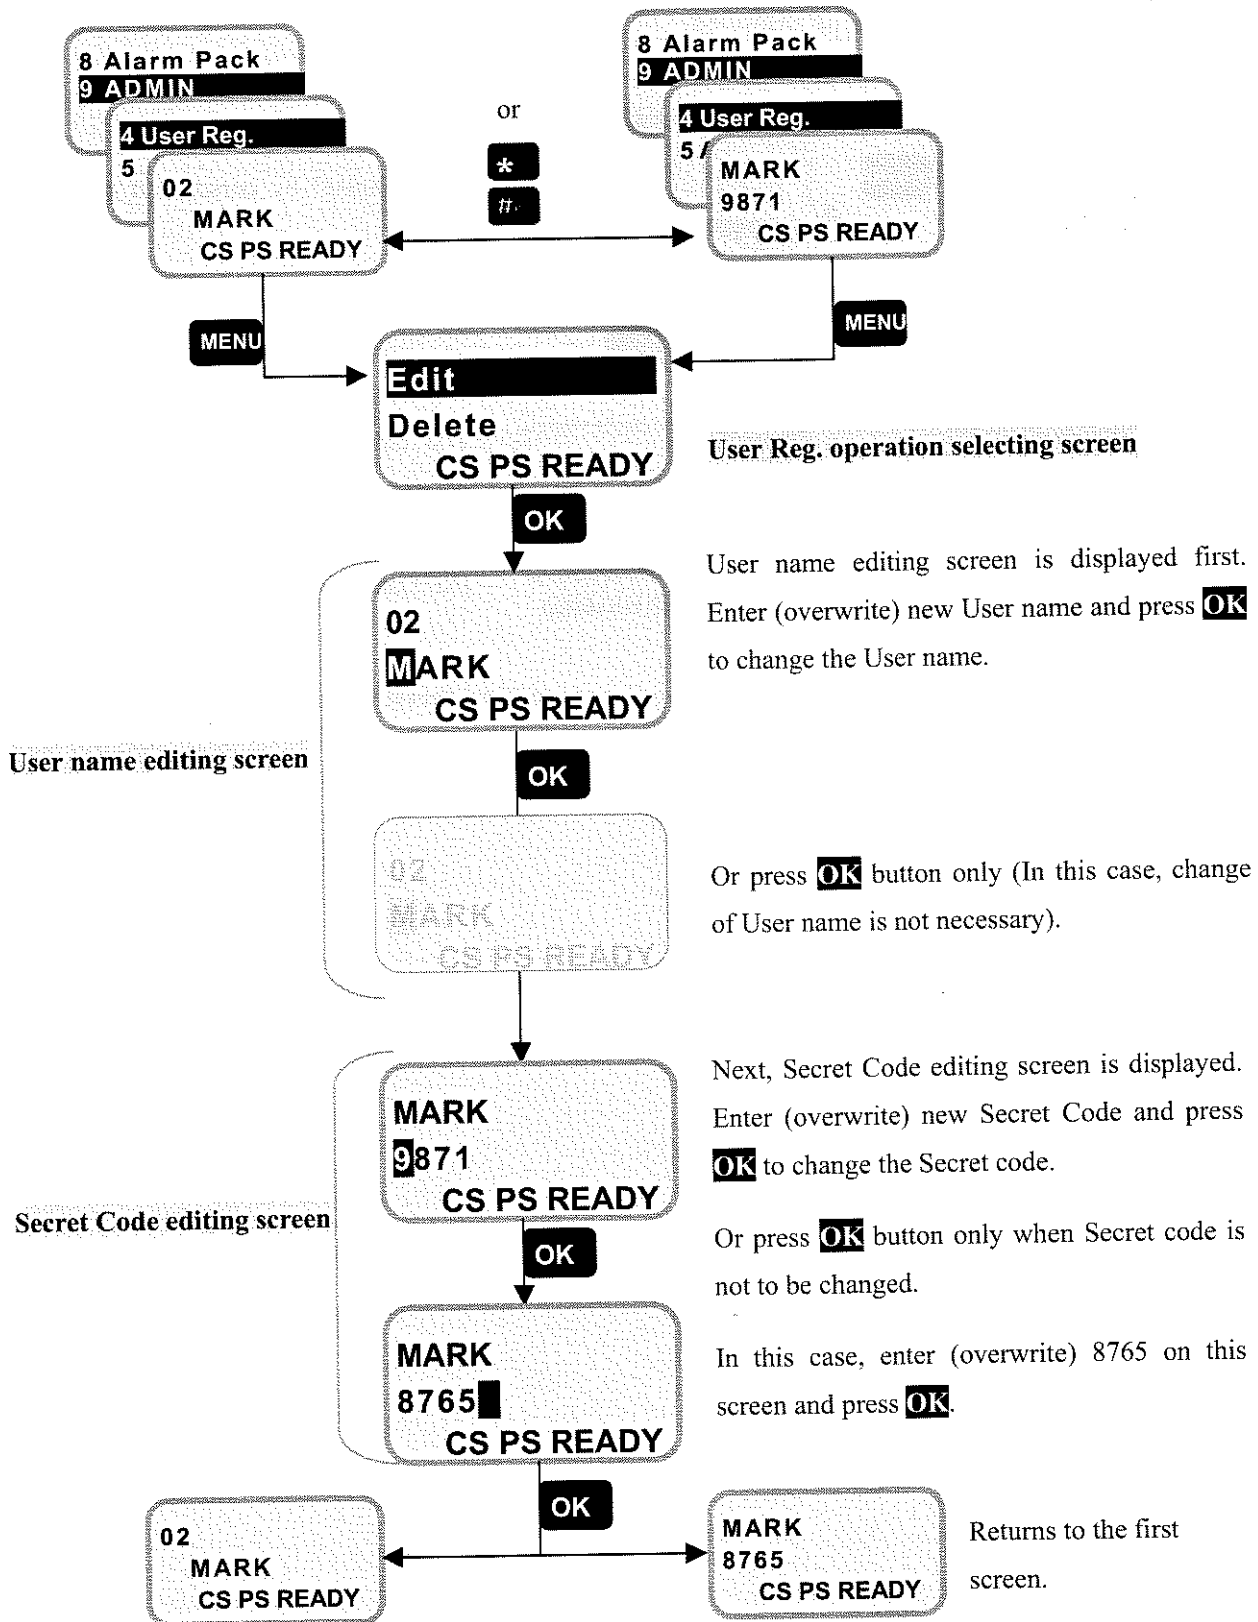 8 Alarm Pack
9 ADMIN
4 User Reg.
5
02
MARK
CS PS READY
or
*
#
8 Alarm Pack
9 ADMIN
4 User Reg.
5
MARK
9871
CS PS READY
MENU
MENU
Edit
Delete
CS PS READY
User Reg. operation selecting screen
OK
User name editing screen is displayed first.
Enter (overwrite) new User name and press OK
to change the User name.
02
MARK
CS PS READY
User name editing screen
OK
02
MARK
CS PS READY
Or press OK button only (In this case, change
of User name is not necessary).
Next, Secret Code editing screen is displayed.
Enter (overwrite) new Secret Code and press
OK to change the Secret code.
MARK
9871
CS PS READY
Secret Code editing screen
OK
Or press OK button only when Secret code is
not to be changed.
MARK
8765
CS PS READY
In this case, enter (overwrite) 8765 on this
screen and press OK.
OK
02
MARK
CS PS READY
MARK
8765
CS PS READY
Returns to the first
screen.